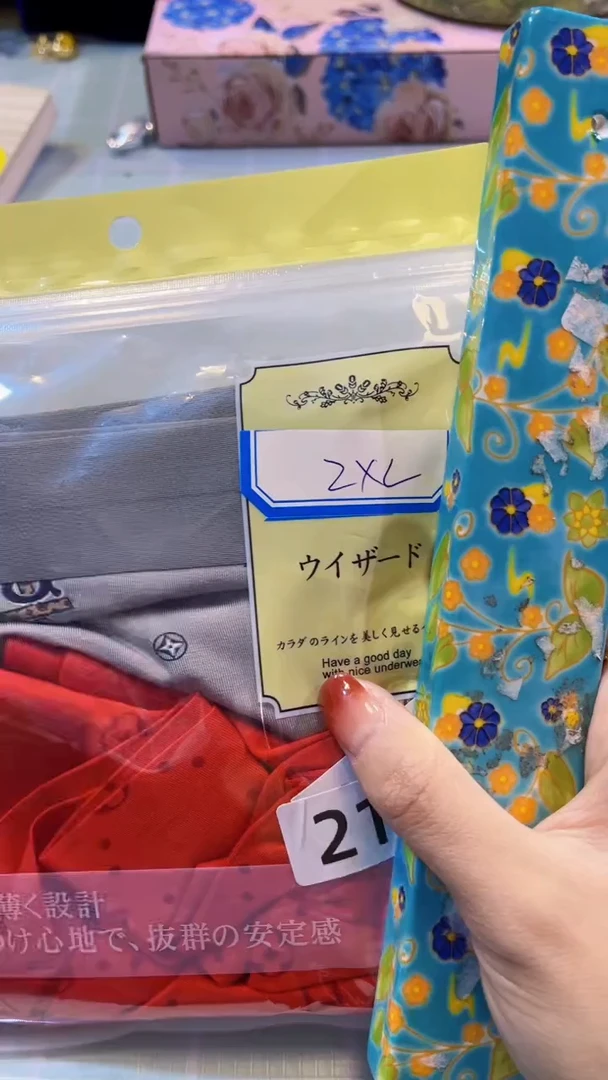 2XL
ウイザード
カラダのラインを美しく見せる
Have a good day
with nice underwe
21
薄く設計
け心地で、抜群の安定感